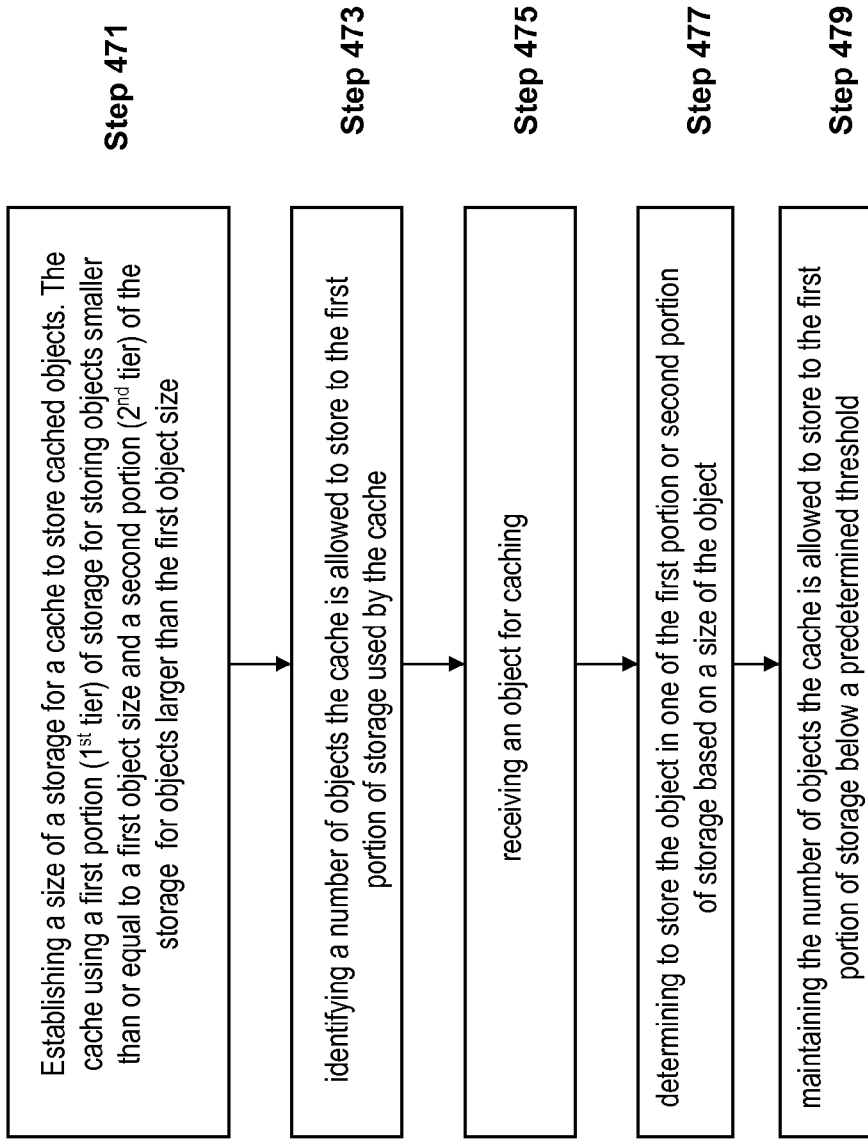 Establishing a size of a storage for a cache to store cached objects. The
cache using a first portion (1st tier) of storage for storing objects smaller
than or equal to a first object size and a second portion (2nd tier) of the
storage for objects larger than the first object size
Step 471
identifying a number of objects the cache is allowed to store to the first
portion of storage used by the cache
Step 473
receiving an object for caching
Step 475
determining to store the object in one of the first portion or second portion
of storage based on a size of the object
Step 477
maintaining the number of objects the cache is allowed to store to the first
portion of storage below a predetermined threshold
Step 479